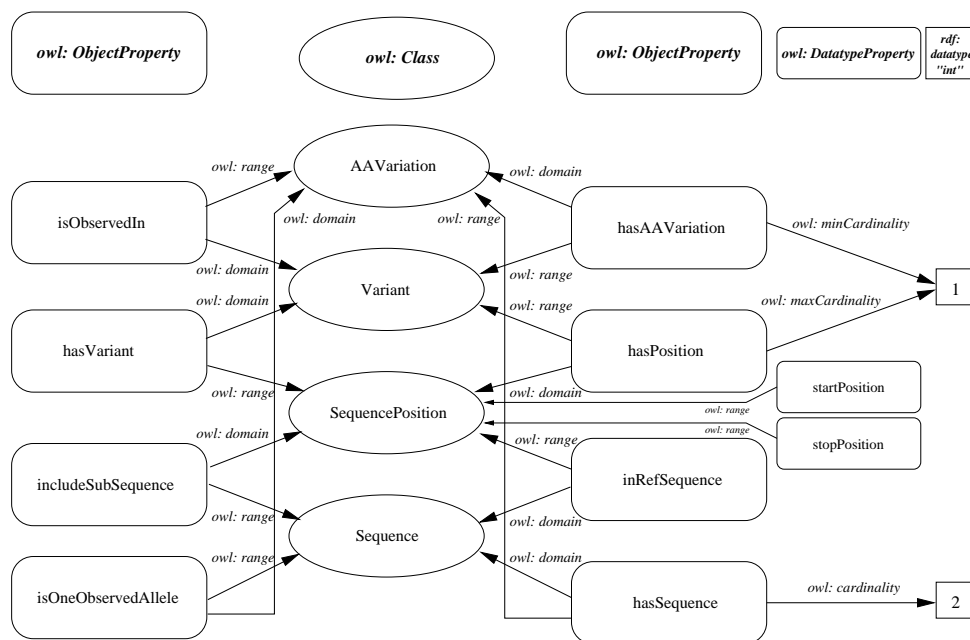 owl: ObjectProperty
owl: Class
owl: ObjectProperty
owl: DatatypeProperty
rdf:
datatype
"int"
AAVariation
owl: range
owl: domain
isObservedIn
owl: domain
owl: range
hasAAVariation
owl: minCardinality
owl: domain
owl: range
Variant
1
owl: domain
owl: range
owl: maxCardinality
hasVariant
hasPosition
startPosition
owl: range
owl: domain
SequencePosition
owl: range
owl: range
owl: domain
owl: range
stopPosition
includeSubSequence
inRefSequence
owl: range
owl: domain
Sequence
owl: range
owl: domain
isOneObservedAllele
hasSequence
owl: cardinality
2